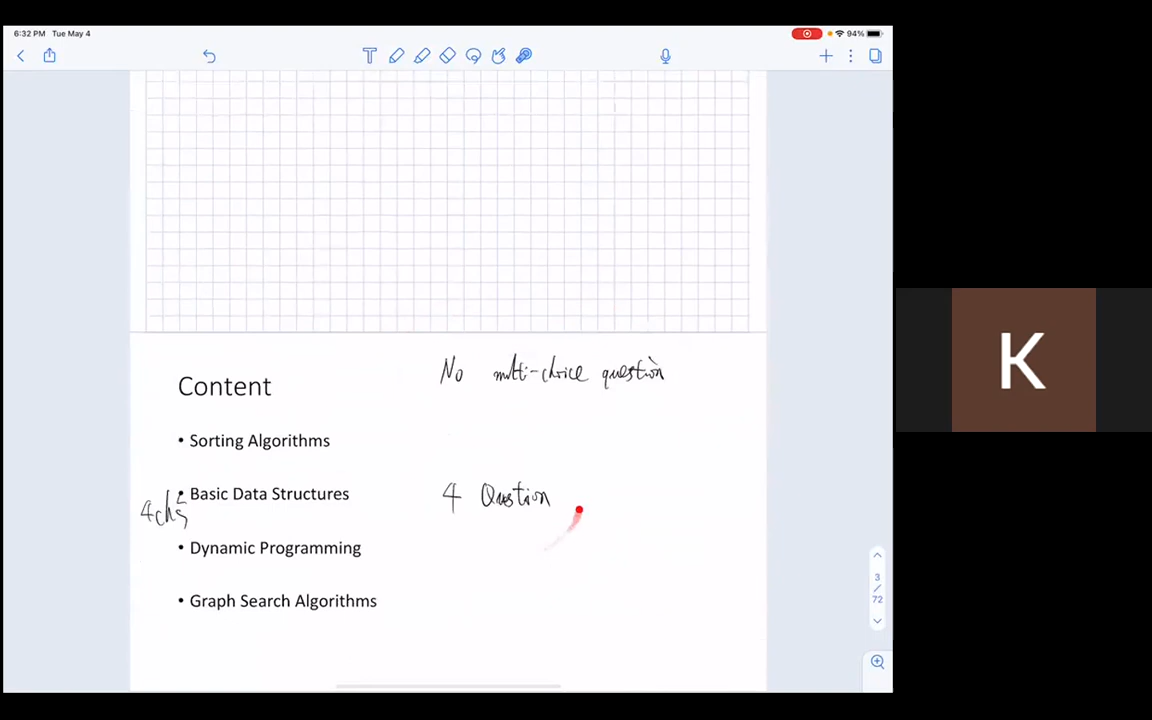 6:32 PM Tue May 4
94%
No multi-choice question
Content
• Sorting Algorithms
• Basic Data Structures
4 Question
4chs
• Dynamic Programming
• Graph Search Algorithms
3
/
72
K